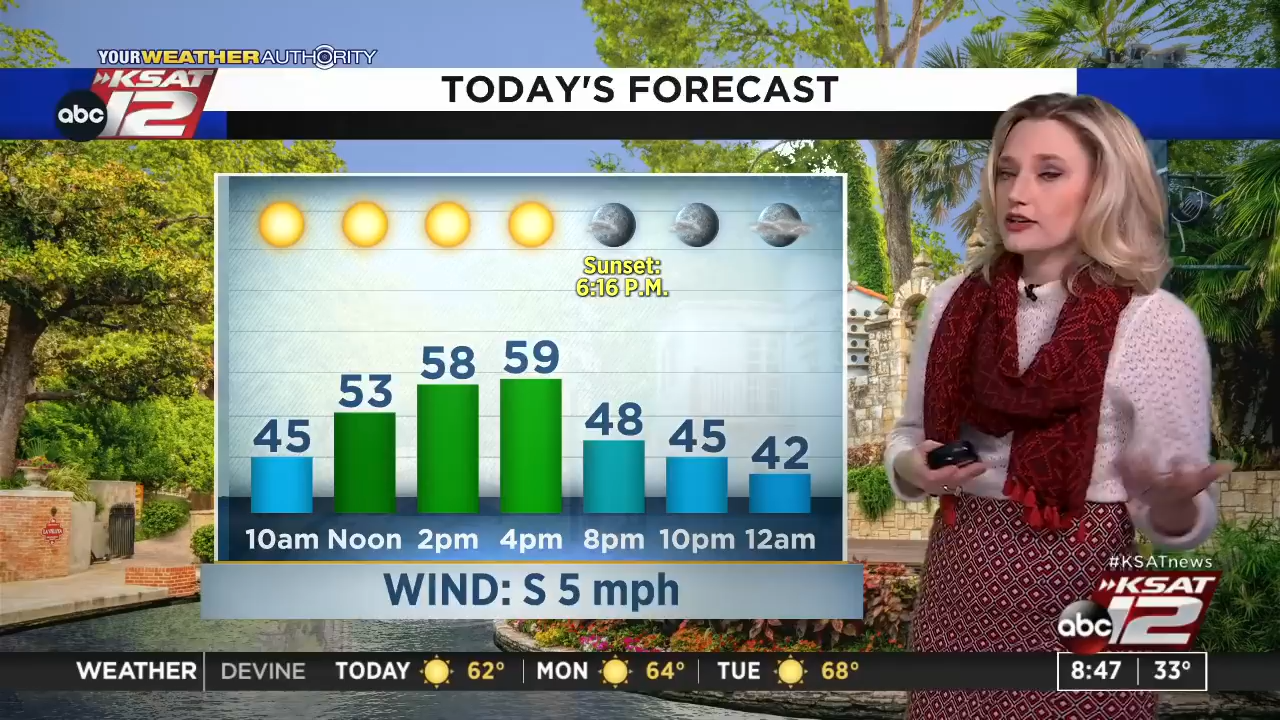 YOURWEATHERAUTHORITY
KSAT
abc 12
TODAY'S FORECAST
Sunset:
6:16 P.M.
45 53 58 59 48 45 42
10am Noon 2pm 4pm 8pm 10pm 12am
WIND: S 5 mph
LA VILLITA
#KSATnews
KSAT
abc 12
WEATHER DEVINE TODAY 62° MON 64° TUE 68° 8:47 33°